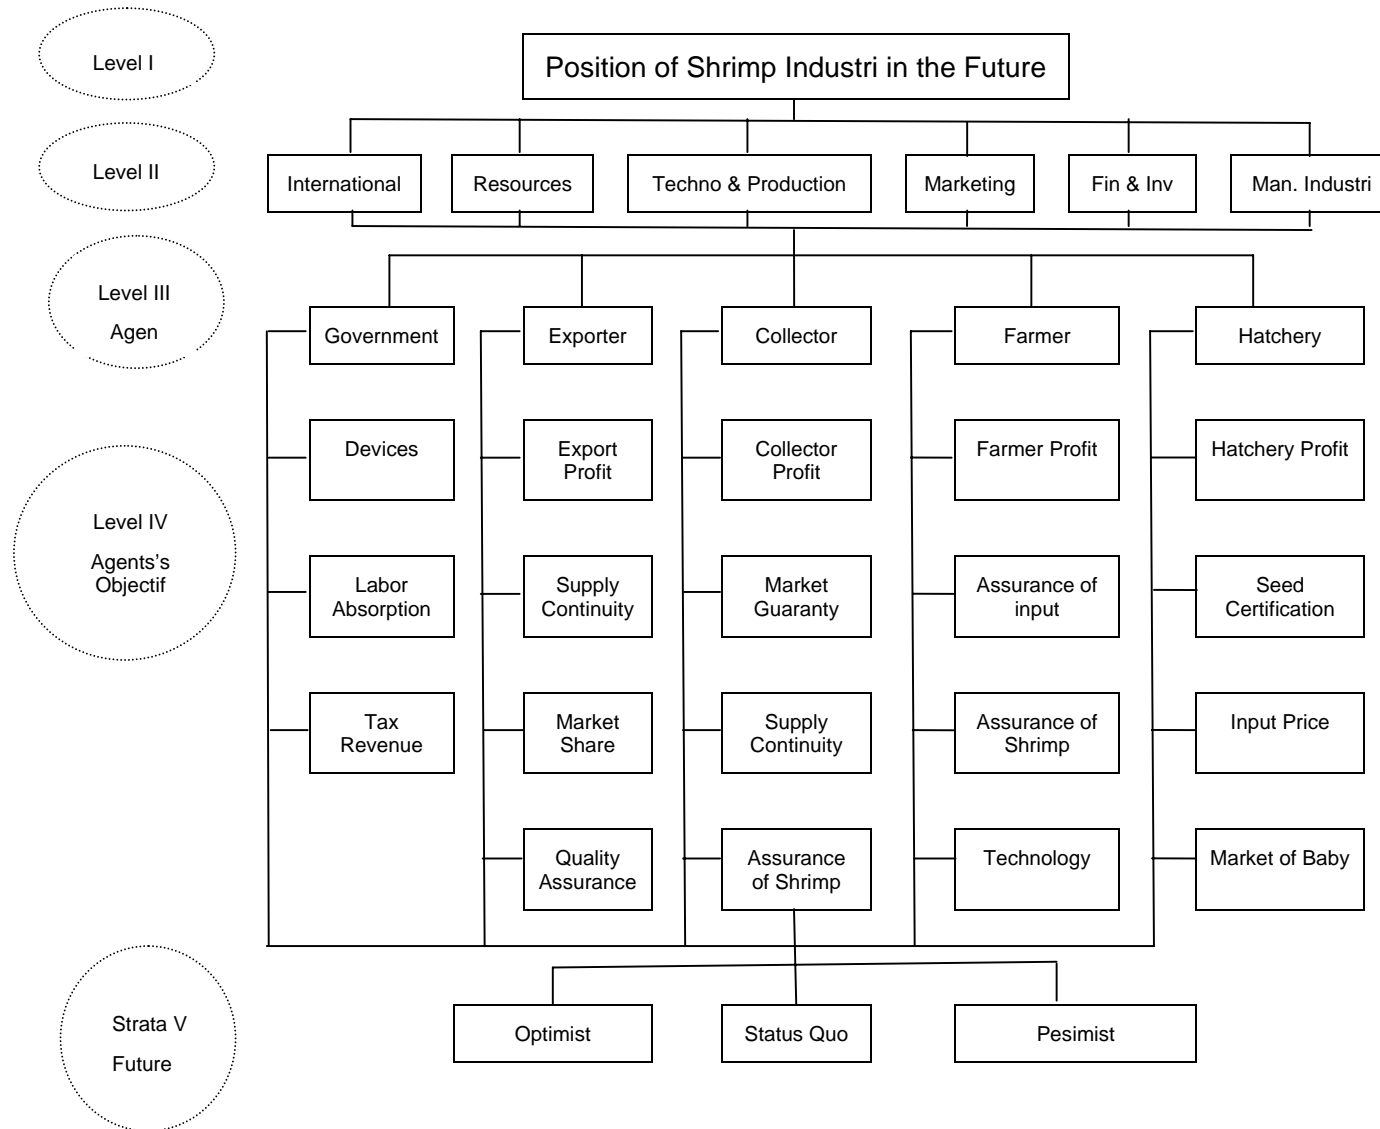 Level I
Position of Shrimp Industri in the Future
Level II
International
Resources
Techno & Production
Marketing
Fin & Inv
Man. Industri
Level III
Agen
Government
Exporter
Collector
Farmer
Hatchery
Level IV
Agents's
Objectif
Devices
Export
Profit
Collector
Profit
Farmer Profit
Hatchery Profit
Labor
Absorption
Supply
Continuity
Market
Guaranty
Assurance of
input
Seed
Certification
Tax
Revenue
Market
Share
Supply
Continuity
Assurance of
Shrimp
Input Price
Quality
Assurance
Assurance
of Shrimp
Technology
Market of Baby
Strata V
Future
Optimist
Status Quo
Pesimist